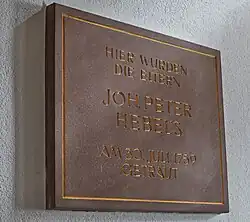 HIER WURDEN
DIE ELTERN
JOH. PETER
HEBELS
AM 30. JULI 1759
GETRAUT